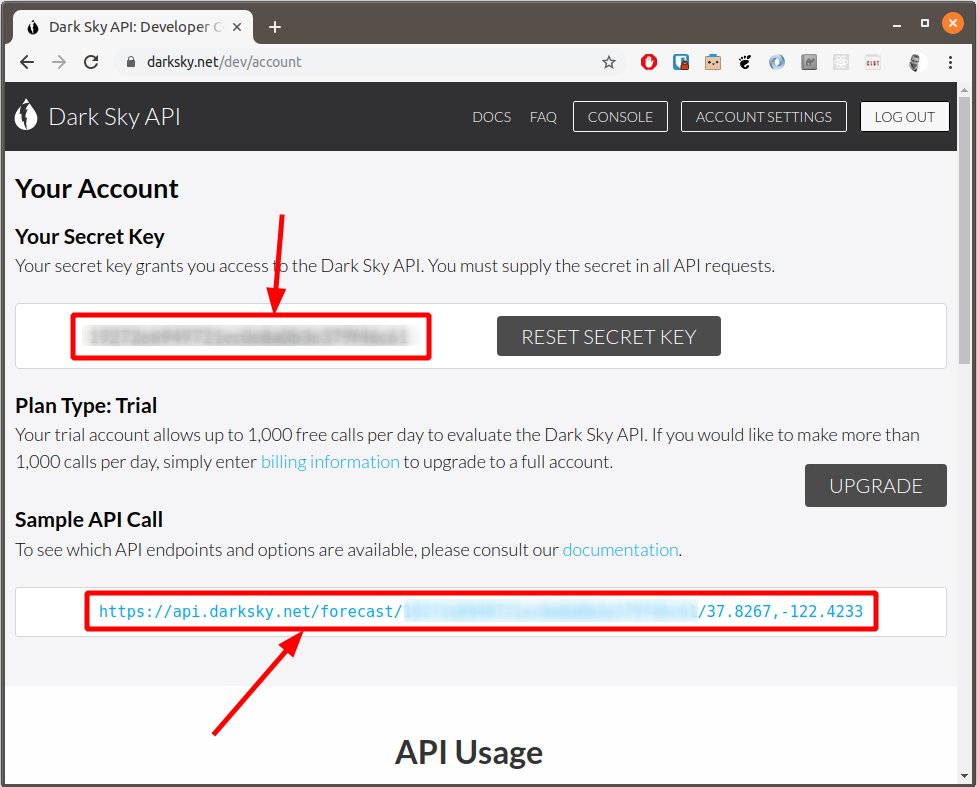 Dark Sky API: Developer C
darksky.net/dev/account
Dark Sky API
DOCS FAQ CONSOLE ACCOUNT SETTINGS LOG OUT
Your Account
Your Secret Key
Your secret key grants you access to the Dark Sky API. You must supply the secret in all API requests.
RESET SECRET KEY
Plan Type: Trial
Your trial account allows up to 1,000 free calls per day to evaluate the Dark Sky API. If you would like to make more than
1,000 calls per day, simply enter billing information to upgrade to a full account.
UPGRADE
Sample API Call
To see which API endpoints and options are available, please consult our documentation.
https://api.darksky.net/forecast/ /37.8267,-122.4233
API Usage